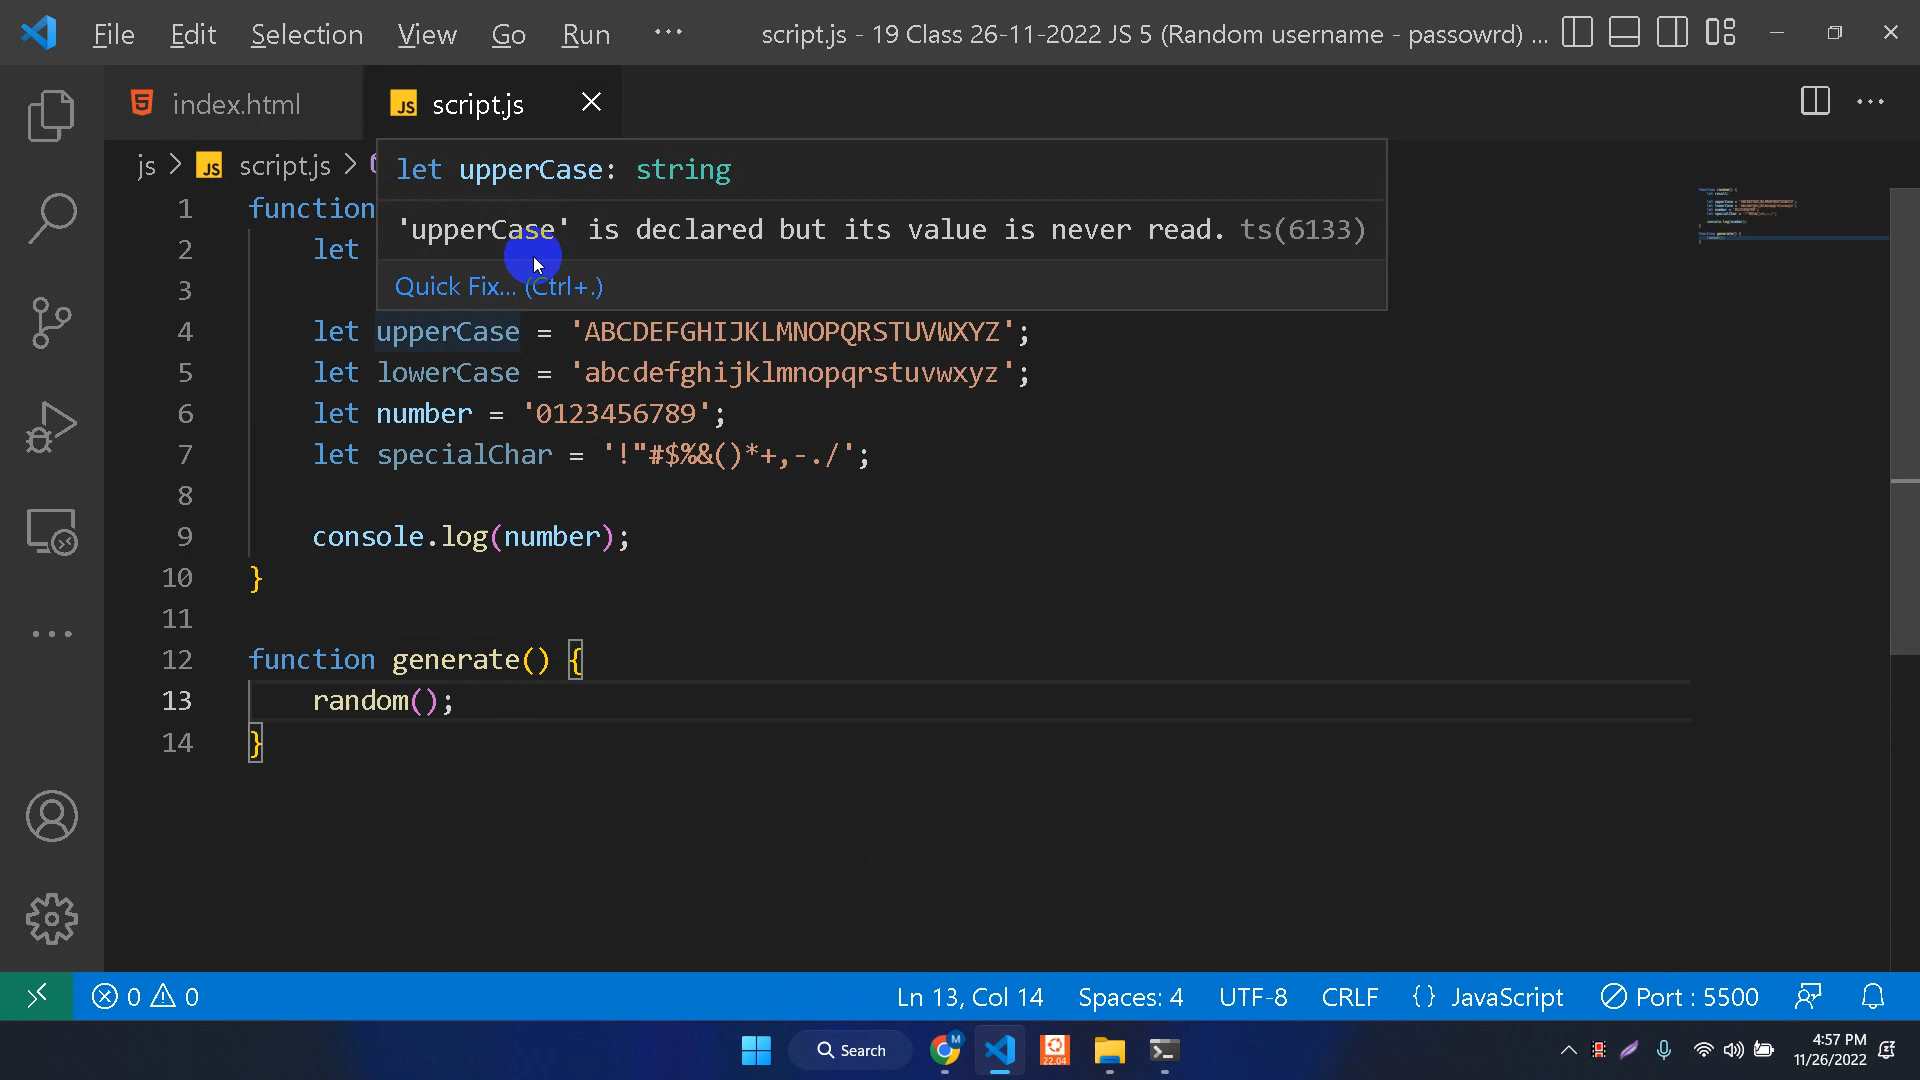 File Edit Selection View Go Run ··· script.js - 19 Class 26-11-2022 JS 5 (Random username - passowrd) ...
index.html
JS script.js
js > JS script.js >
let upperCase: string
'upperCase' is declared but its value is never read. ts(6133)
Quick Fix... (Ctrl+.)
1 function
2 let
3
4 let upperCase = 'ABCDEFGHIJKLMNOPQRSTUVWXYZ';
5 let lowerCase = 'abcdefghijklmnopqrstuvwxyz';
6 let number = '0123456789';
7 let specialChar = '!"#$%&()*+,-./';
8
9 console.log(number);
10 }
11
12 function generate() {
13 random();
14 }
0 0 Ln 13, Col 14 Spaces: 4 UTF-8 CRLF {} JavaScript Port : 5500
Search
M
22.04
4:57 PM
11/26/2022